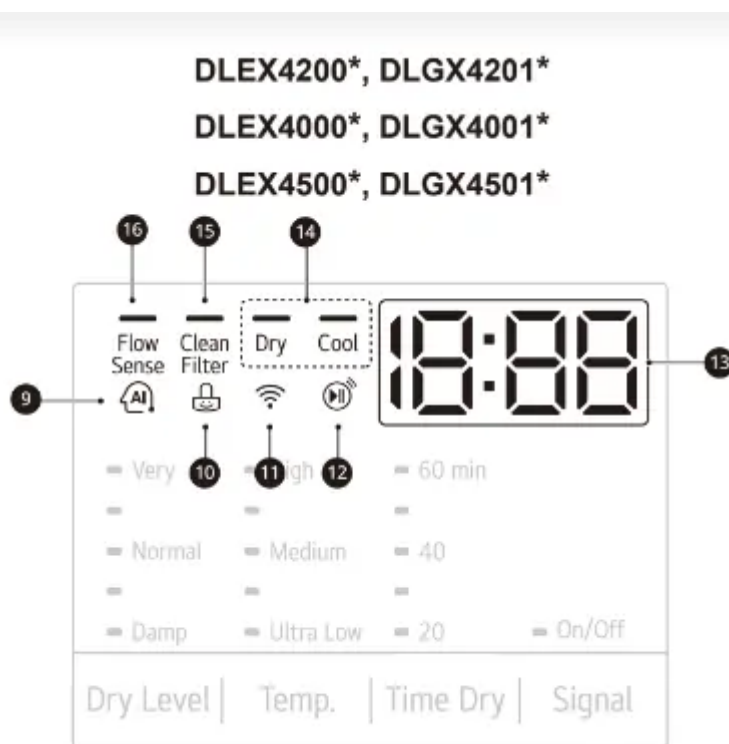 DLEX4200*, DLGX4201*
DLEX4000*, DLGX4001*
DLEX4500*, DLGX4501*
16 15 14
Flow Sense Clean Filter Dry Cool 18:88 13
9 AI
10 11 12
Very High 60 min
Normal Medium 40
Damp Ultra Low 20 On/Off
Dry Level Temp. Time Dry Signal